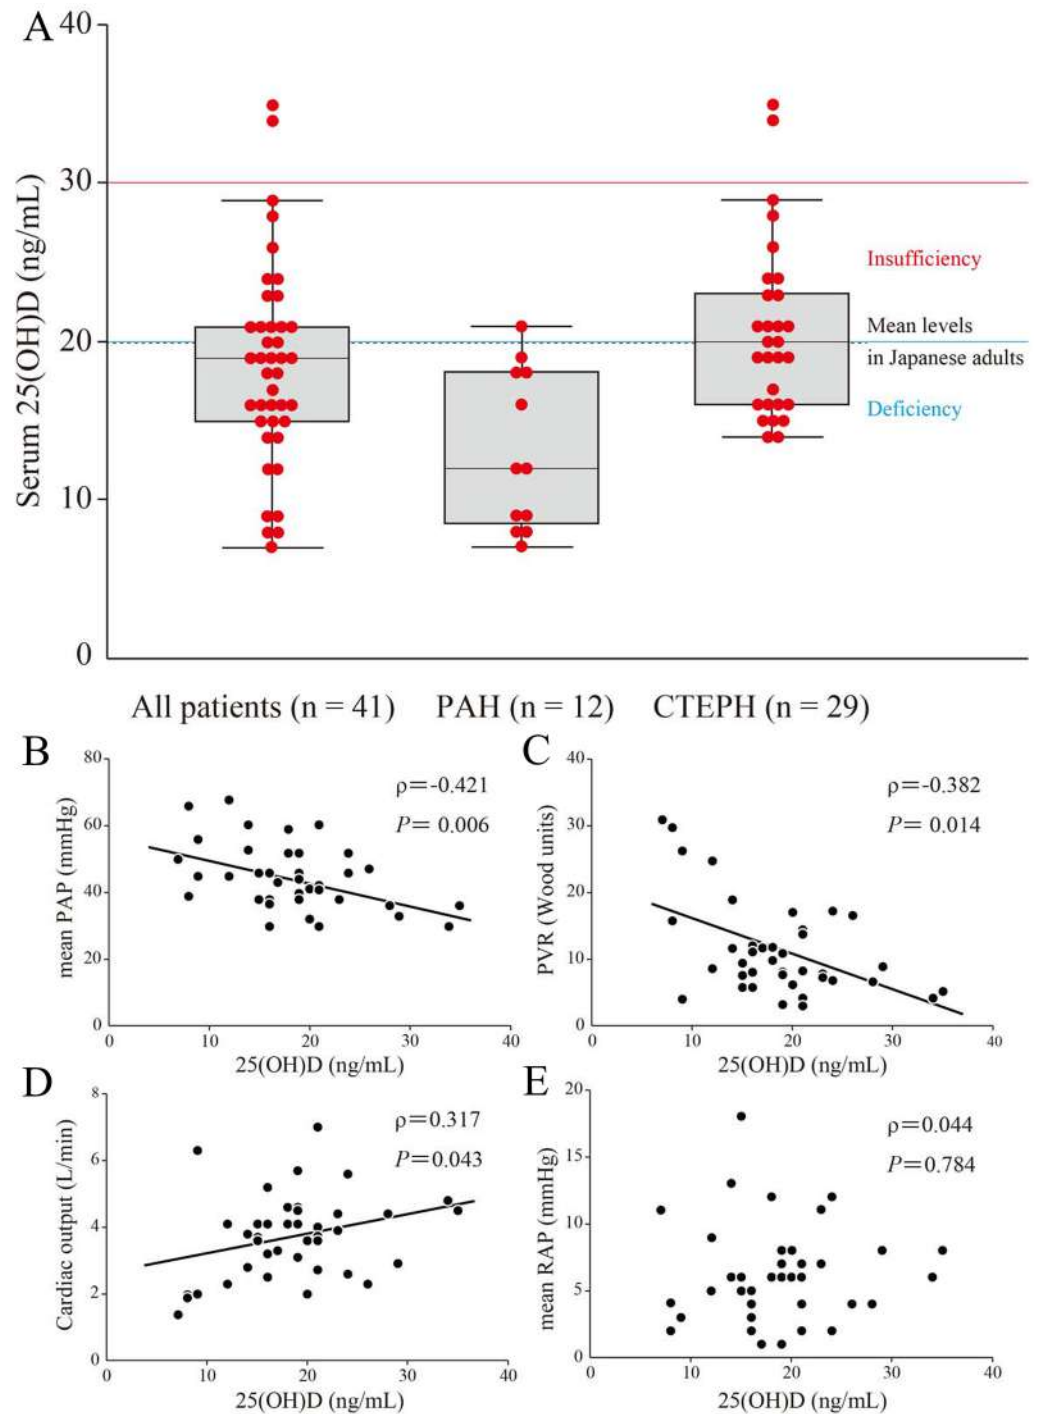 A
40
30
20
10
0
Serum 25(OH)D (ng/mL)
Insufficiency
Mean levels
in Japanese adults
Deficiency
All patients (n = 41) PAH (n = 12) CTEPH (n = 29)
B
80
60
40
20
0
mean PAP (mmHg)
ρ=-0.421
P= 0.006
10 20 30 40
25(OH)D (ng/mL)
C
40
30
20
10
0
PVR (Wood units)
ρ=-0.382
P= 0.014
10 20 30 40
25(OH)D (ng/mL)
D
8
6
4
2
0
Cardiac output (L/min)
ρ=0.317
P=0.043
0 10 20 30 40
25(OH)D (ng/mL)
E
20
15
10
5
0
mean RAP (mmHg)
ρ=0.044
P=0.784
0 10 20 30 40
25(OH)D (ng/mL)